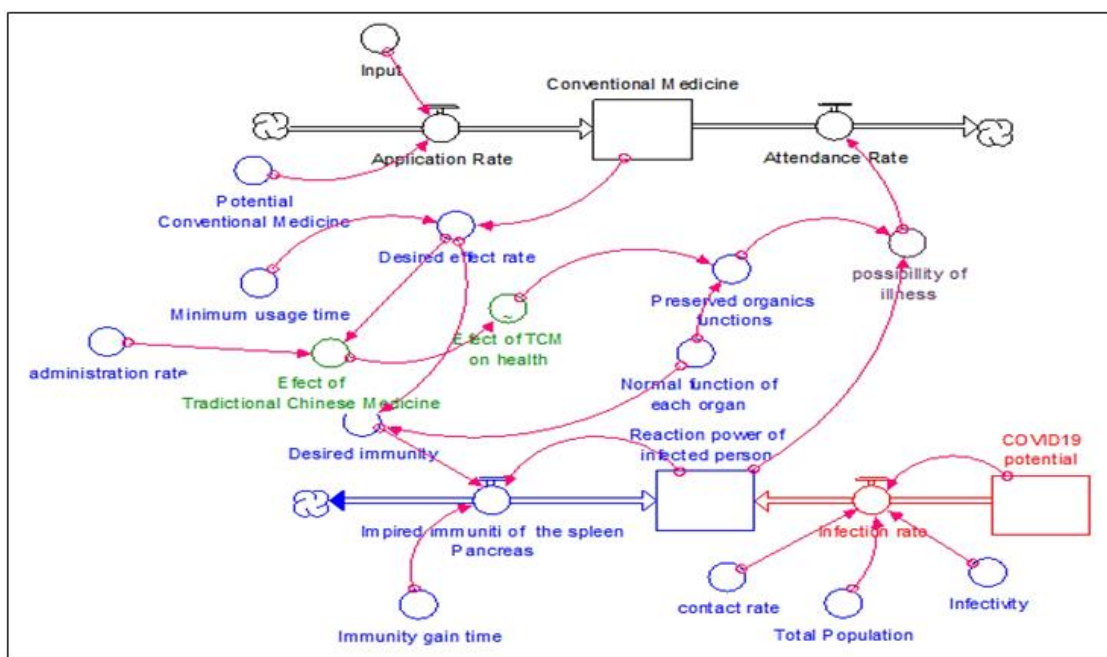 Input
Conventional Medicine
Application Rate
Attendance Rate
Potential
Conventional Medicine
Desired effect rate
possibillity of
illness
Preserved organics
functions
Minimum usage time
Effect of TCM
on health
~
administration rate
Efect of
Tradictional Chinese Medicine
Normal function of
each organ
Desired immunity
Reaction power of
infected person
COVID19
potential
Impired immuniti of the spleen
Pancreas
Infection rate
contact rate
Infectivity
Immunity gain time
Total Population